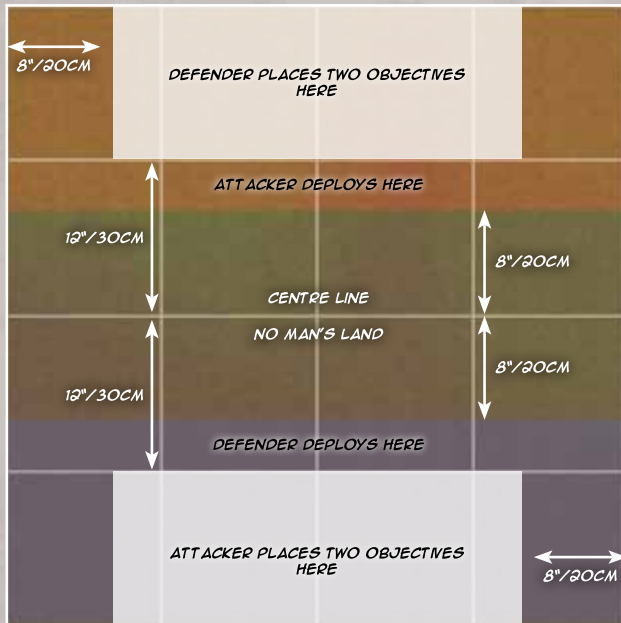 8"/20CM
DEFENDER PLACES TWO OBJECTIVES
HERE
ATTACKER DEPLOYS HERE
12"/30CM
8"/20CM
CENTRE LINE
NO MAN'S LAND
12"/30CM
8"/20CM
DEFENDER DEPLOYS HERE
ATTACKER PLACES TWO OBJECTIVES
HERE
8"/20CM